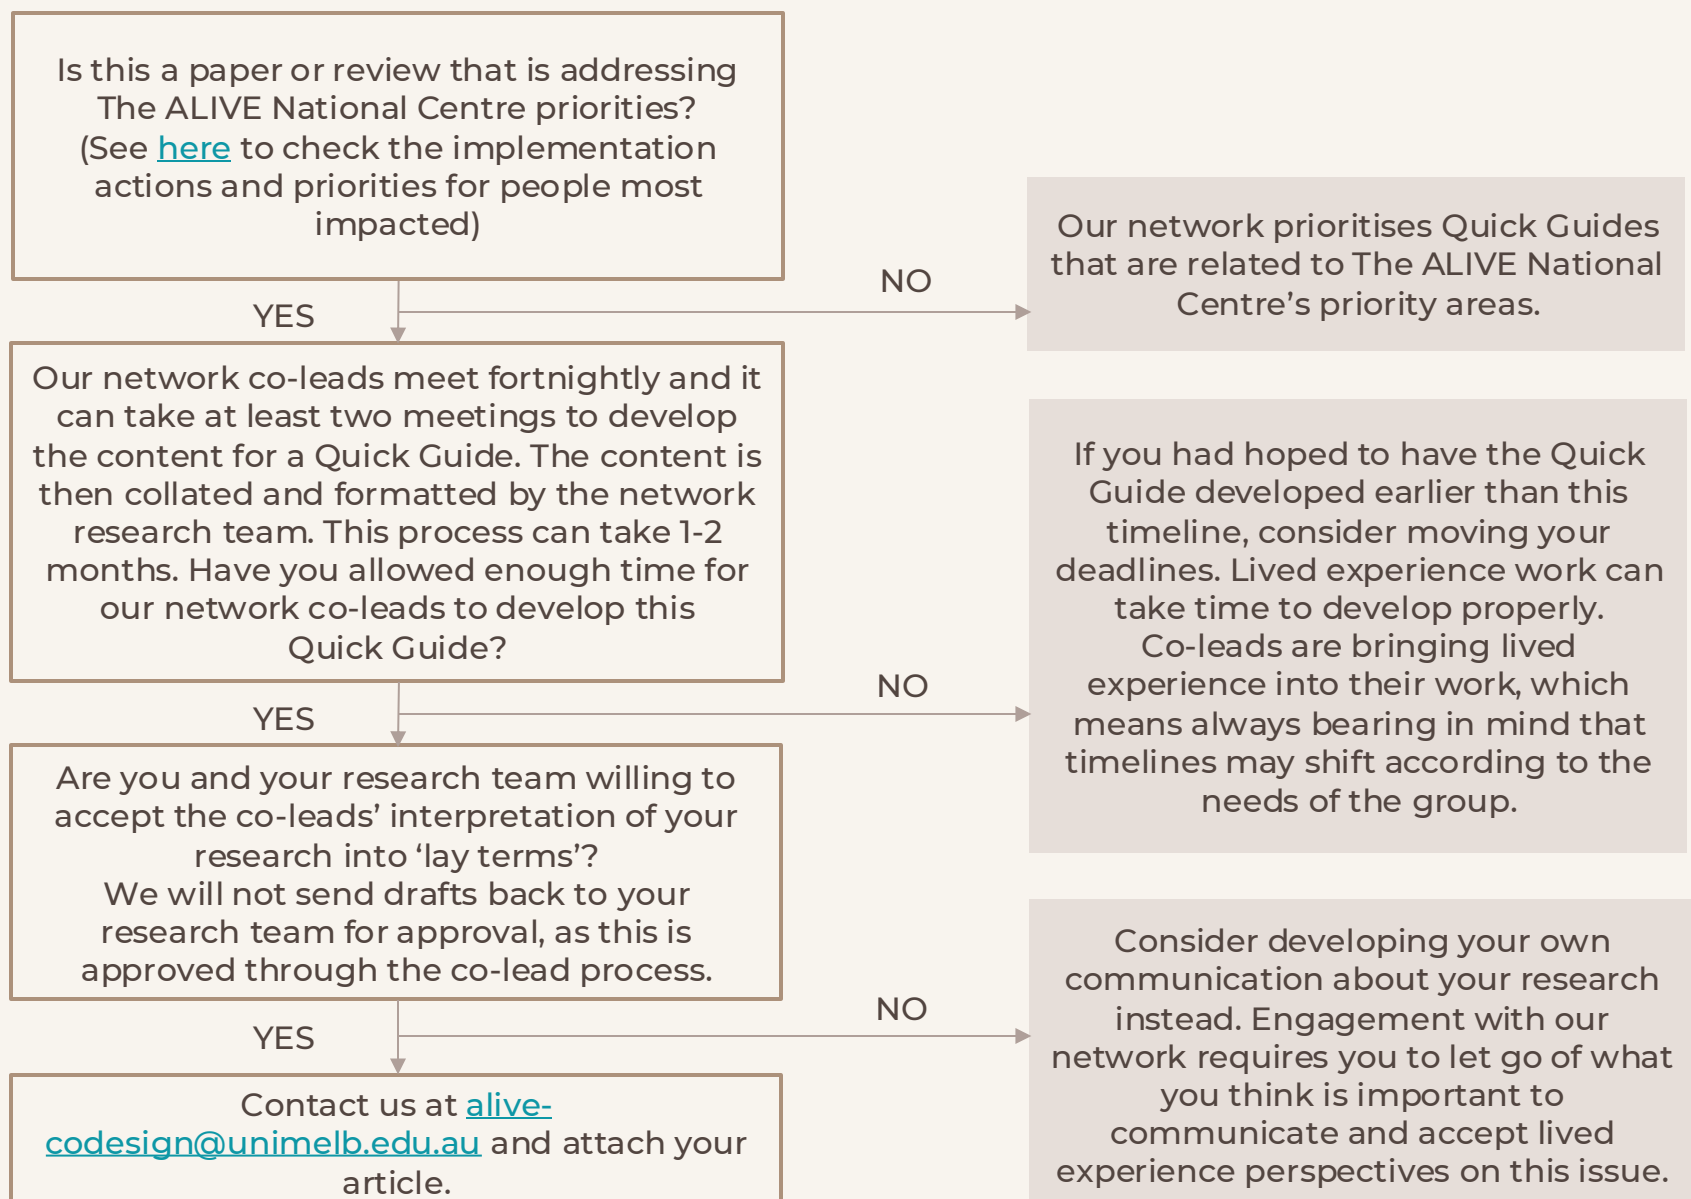 Is this a paper or review that is addressing
The ALIVE National Centre priorities?
(See here to check the implementation
actions and priorities for people most
impacted)
NO
Our network prioritises Quick Guides
that are related to The ALIVE National
Centre’s priority areas.
YES
Our network co-leads meet fortnightly and it
can take at least two meetings to develop
the content for a Quick Guide. The content is
then collated and formatted by the network
research team. This process can take 1-2
months. Have you allowed enough time for
our network co-leads to develop this
Quick Guide?
NO
If you had hoped to have the Quick
Guide developed earlier than this
timeline, consider moving your
deadlines. Lived experience work can
take time to develop properly.
Co-leads are bringing lived
experience into their work, which
means always bearing in mind that
timelines may shift according to the
needs of the group.
YES
Are you and your research team willing to
accept the co-leads’ interpretation of your
research into ‘lay terms’?
We will not send drafts back to your
research team for approval, as this is
approved through the co-lead process.
NO
Consider developing your own
communication about your research
instead. Engagement with our
network requires you to let go of what
you think is important to
communicate and accept lived
experience perspectives on this issue.
YES
Contact us at alive-
codesign@unimelb.edu.au and attach your
article.